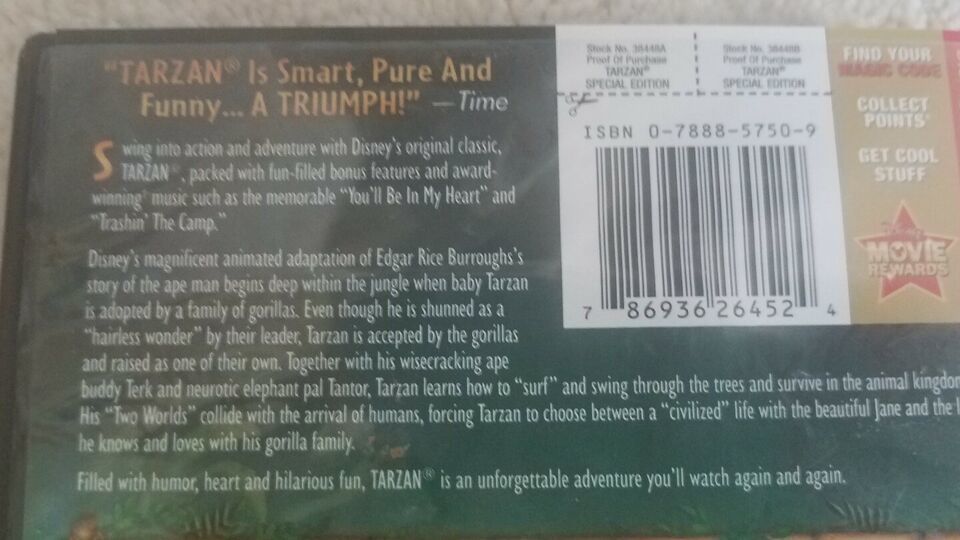 "TARZAN® Is Smart, Pure And
Funny... A TRIUMPH!" — Time
Swing into action and adventure with Disney's original classic,
TARZAN®, packed with fun-filled bonus features and award-
winning music such as the memorable "You'll Be In My Heart" and
"Trashin' The Camp."
Disney's magnificent animated adaptation of Edgar Rice Burroughs's
story of the ape man begins deep within the jungle when baby Tarzan
is adopted by a family of gorillas. Even though he is shunned as a
"hairless wonder" by their leader, Tarzan is accepted by the gorillas
and raised as one of their own. Together with his wisecracking ape
buddy Terk and neurotic elephant pal Tantor, Tarzan learns how to "surf" and swing through the trees and survive in the animal kingdom
His "Two Worlds" collide with the arrival of humans, forcing Tarzan to choose between a "civilized" life with the beautiful Jane and the
he knows and loves with his gorilla family.
Filled with humor, heart and hilarious fun, TARZAN® is an unforgettable adventure you'll watch again and again.
Stock No. 38448A
Proof Of Purchase
TARZAN®
SPECIAL EDITION
Stock No. 38448B
Proof Of Purchase
TARZAN®
SPECIAL EDITION
ISBN 0-7888-5750-9
7 86936 26452 4
FIND YOUR
MAGIC CODE
COLLECT
POINTS*
GET COOL
STUFF
Disney
MOVIE
REWARDS